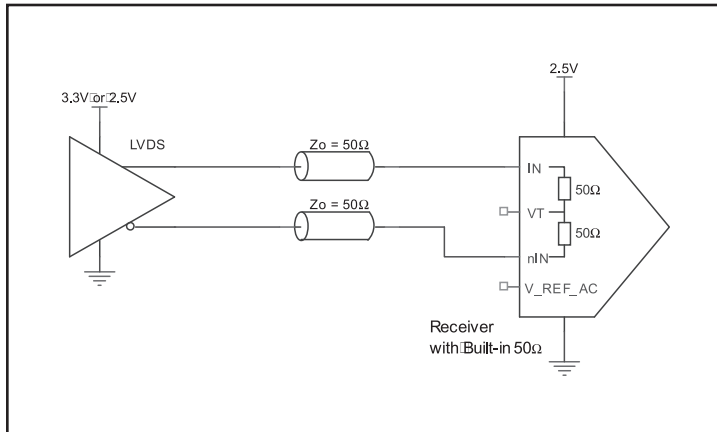 3.3V or 2.5V
LVDS
Zo = 50Ω
Zo = 50Ω
2.5V
IN
50Ω
VT
50Ω
nIN
V_REF_AC
Receiver
with Built-in 50Ω